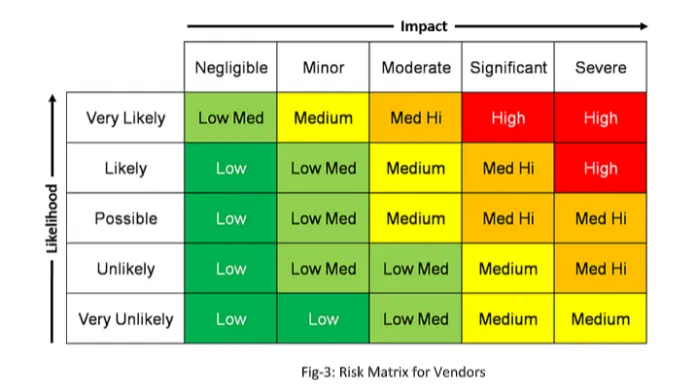 Impact
Negligible Minor Moderate Significant Severe
Likelihood
Very Likely Low Med Medium Med Hi High High
Likely Low Low Med Medium Med Hi High
Possible Low Low Med Medium Med Hi Med Hi
Unlikely Low Low Med Low Med Medium Med Hi
Very Unlikely Low Low Low Med Medium Medium
Fig-3: Risk Matrix for Vendors